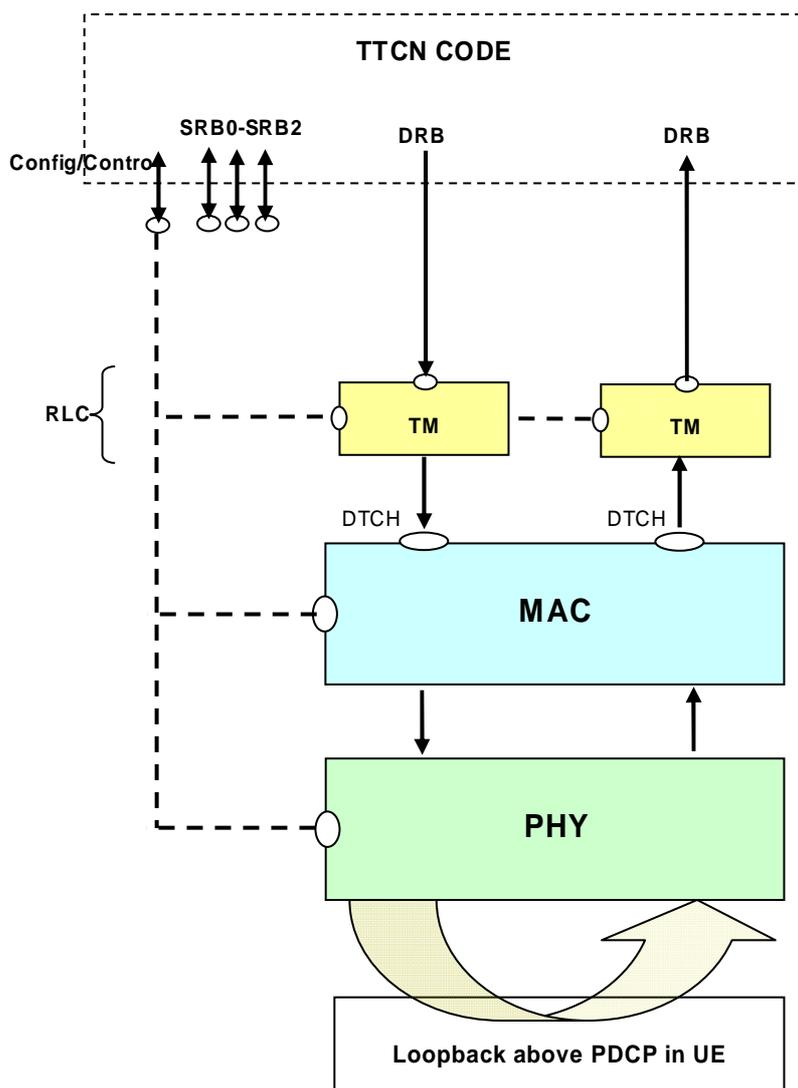 TTCN CODE
SRB0-SRB2
DRB
DRB
Config/Contro
RLC
TM
TM
DTCH
DTCH
MAC
PHY
Loopback above PDCP in UE